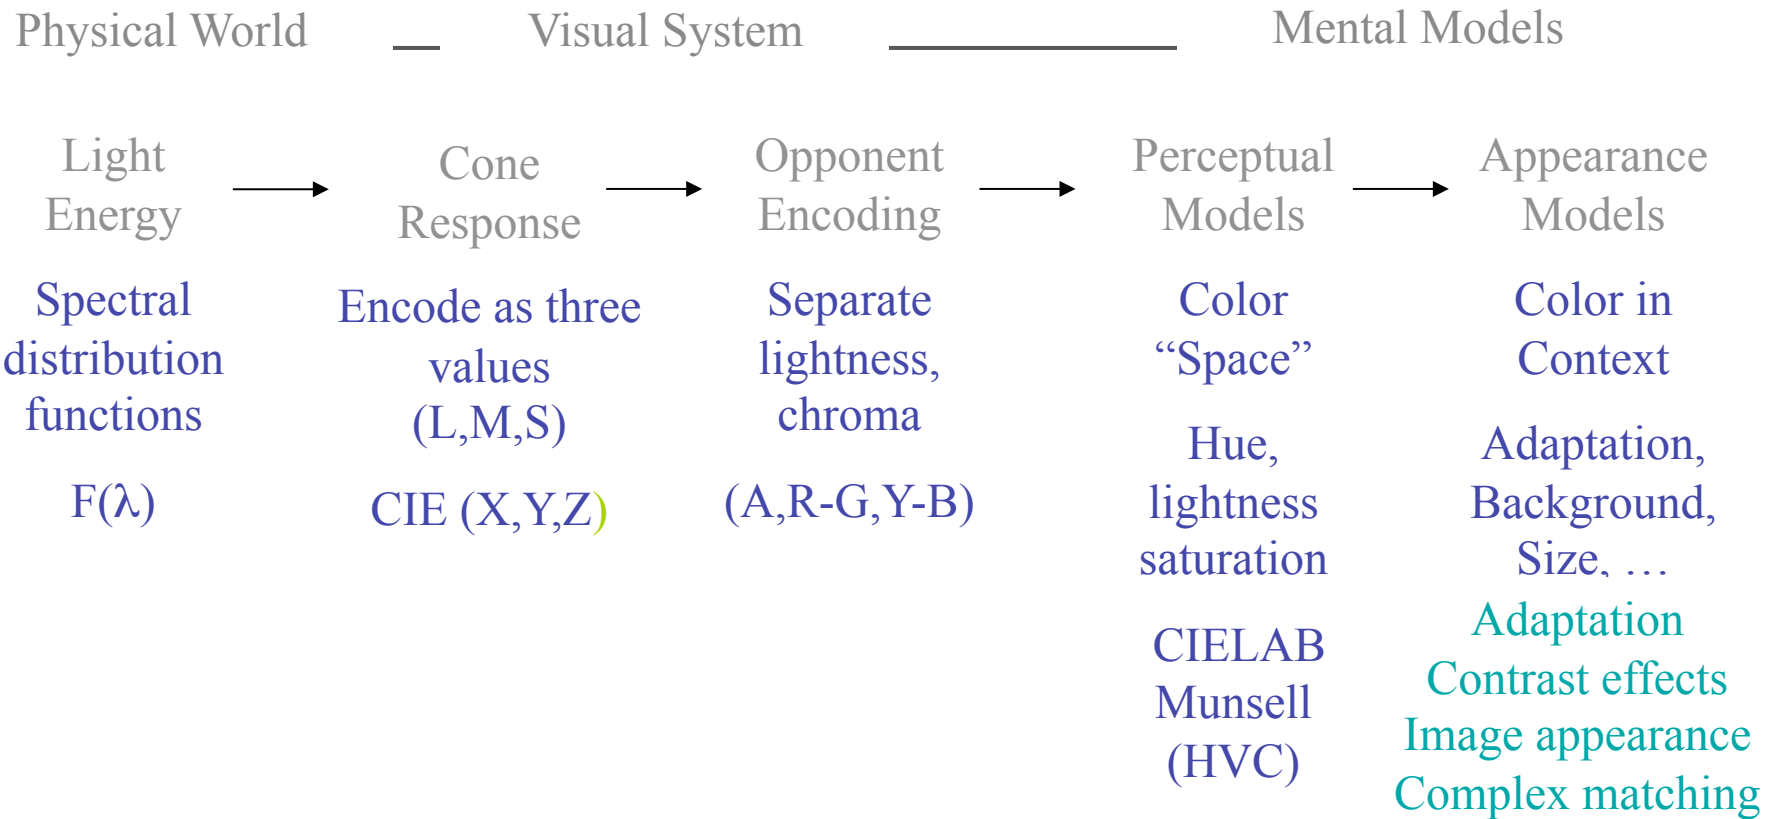 Physical World
Visual System
Mental Models
Light
Energy
Cone
Response
Opponent
Encoding
Perceptual
Models
Appearance
Models
Spectral
distribution
functions
F(λ)
Encode as three
values
(L,M,S)
CIE (X,Y,Z)
Separate
lightness,
chroma
(A,R-G,Y-B)
Color
“Space”
Hue,
lightness
saturation
CIELAB
Munsell
(HVC)
Color in
Context
Adaptation,
Background,
Size, …
Adaptation
Contrast effects
Image appearance
Complex matching